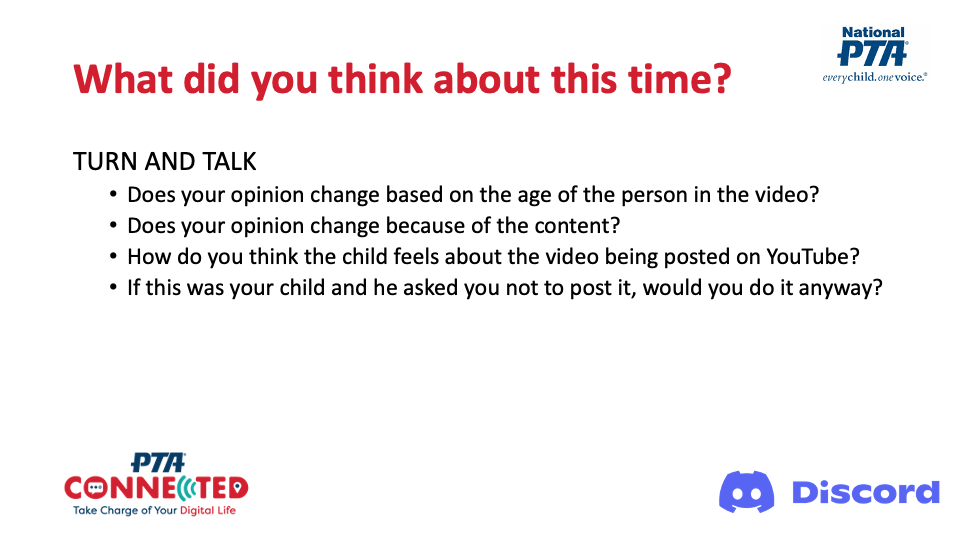 National
PTA®
everychild.onevoice.®
What did you think about this time?
TURN AND TALK
• Does your opinion change based on the age of the person in the video?
• Does your opinion change because of the content?
• How do you think the child feels about the video being posted on YouTube?
• If this was your child and he asked you not to post it, would you do it anyway?
PTA®
CONNECTED
Take Charge of Your Digital Life
Discord